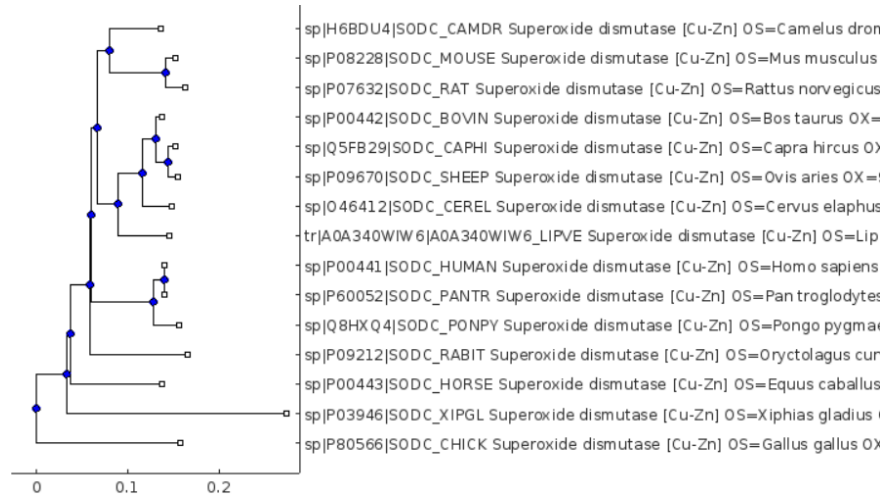 sp|H6BDU4|SODC_CAMDR Superoxide dismutase [Cu-Zn] OS=Camelus dron
sp|P08228|SODC_MOUSE Superoxide dismutase [Cu-Zn] OS=Mus musculus
sp|P07632|SODC_RAT Superoxide dismutase [Cu-Zn] OS=Rattus norvegicus
sp|P00442|SODC_BOVIN Superoxide dismutase [Cu-Zn] OS=Bos taurus OX=
sp|Q5FB29|SODC_CAPHI Superoxide dismutase [Cu-Zn] OS=Capra hircus OX
sp|P09670|SODC_SHEEP Superoxide dismutase [Cu-Zn] OS=Ovis aries OX=9
sp|O46412|SODC_CEREL Superoxide dismutase [Cu-Zn] OS=Cervus elaphus
tr|A0A340WIW6|A0A340WIW6_LIPVE Superoxide dismutase [Cu-Zn] OS=Lip
sp|P00441|SODC_HUMAN Superoxide dismutase [Cu-Zn] OS=Homo sapiens
sp|P60052|SODC_PANTR Superoxide dismutase [Cu-Zn] OS=Pan troglodytes
sp|Q8HXQ4|SODC_PONPY Superoxide dismutase [Cu-Zn] OS=Pongo pygmae
sp|P09212|SODC_RABIT Superoxide dismutase [Cu-Zn] OS=Oryctolagus cun
sp|P00443|SODC_HORSE Superoxide dismutase [Cu-Zn] OS=Equus caballus
sp|P03946|SODC_XIPGL Superoxide dismutase [Cu-Zn] OS=Xiphias gladius
sp|P80566|SODC_CHICK Superoxide dismutase [Cu-Zn] OS=Gallus gallus OX
0 0.1 0.2